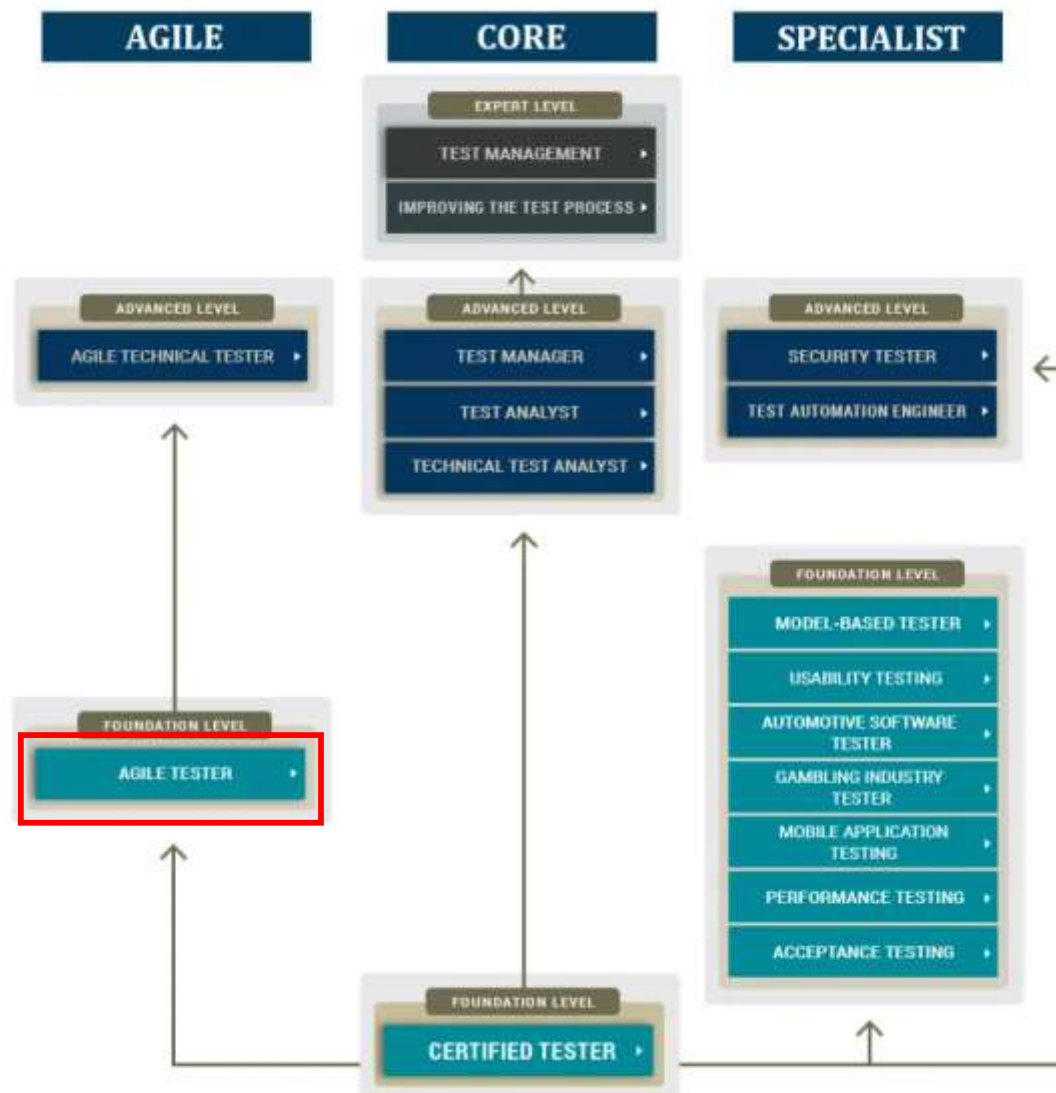 AGILE
CORE
SPECIALIST
EXPERT LEVEL
TEST MANAGEMENT
IMPROVING THE TEST PROCESS
ADVANCED LEVEL
AGILE TECHNICAL TESTER
ADVANCED LEVEL
TEST MANAGER
TEST ANALYST
TECHNICAL TEST ANALYST
ADVANCED LEVEL
SECURITY TESTER
TEST AUTOMATION ENGINEER
FOUNDATION LEVEL
AGILE TESTER
FOUNDATION LEVEL
MODEL-BASED TESTER
USABILITY TESTING
AUTOMOTIVE SOFTWARE
TESTER
GAMBLING INDUSTRY
TESTER
MOBILE APPLICATION
TESTING
PERFORMANCE TESTING
ACCEPTANCE TESTING
FOUNDATION LEVEL
CERTIFIED TESTER